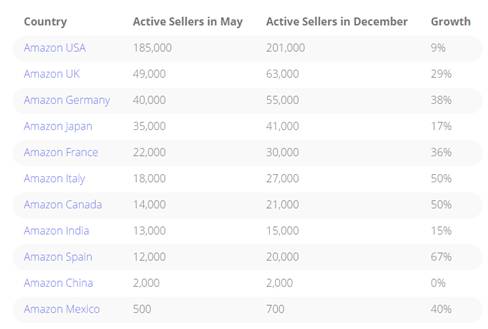 Country Active Sellers in May Active Sellers in December Growth
Amazon USA 185,000 201,000 9%
Amazon UK 49,000 63,000 29%
Amazon Germany 40,000 55,000 38%
Amazon Japan 35,000 41,000 17%
Amazon France 22,000 30,000 36%
Amazon Italy 18,000 27,000 50%
Amazon Canada 14,000 21,000 50%
Amazon India 13,000 15,000 15%
Amazon Spain 12,000 20,000 67%
Amazon China 2,000 2,000 0%
Amazon Mexico 500 700 40%